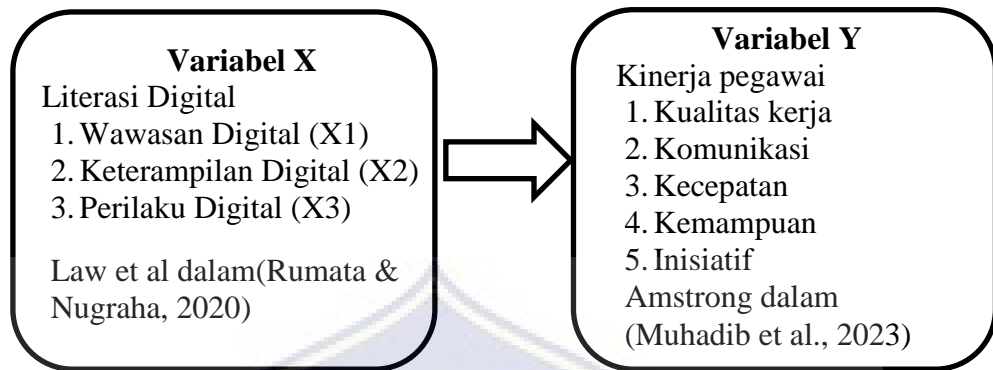 Variabel X
Literasi Digital
1. Wawasan Digital (X1)
2. Keterampilan Digital (X2)
3. Perilaku Digital (X3)
Law et al dalam(Rumata &
Nugraha, 2020)
Variabel Y
Kinerja pegawai
1. Kualitas kerja
2. Komunikasi
3. Kecepatan
4. Kemampuan
5. Inisiatif
Amstrong dalam
(Muhadib et al., 2023)